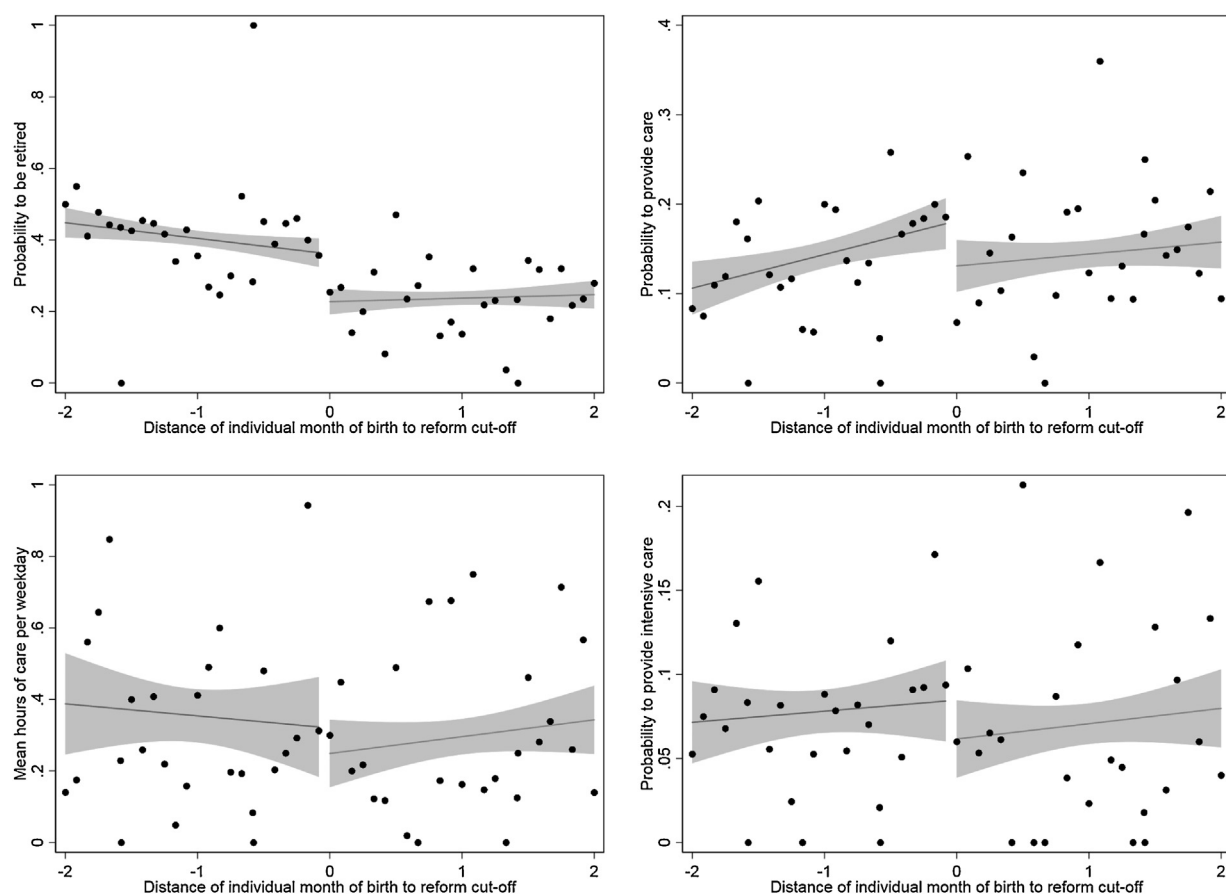 Probability to be retired
1
.8
.6
.4
.2
0
-2 -1 0 1 2
Distance of individual month of birth to reform cut-off
Probability to provide care
.4
.3
.2
.1
0
-2 -1 0 1 2
Distance of individual month of birth to reform cut-off
Mean hours of care per weekday
1
.8
.6
.4
.2
0
-2 -1 0 1 2
Distance of individual month of birth to reform cut-off
Probability to provide intensive care
.2
.15
.1
.05
0
-2 -1 0 1 2
Distance of individual month of birth to reform cut-off